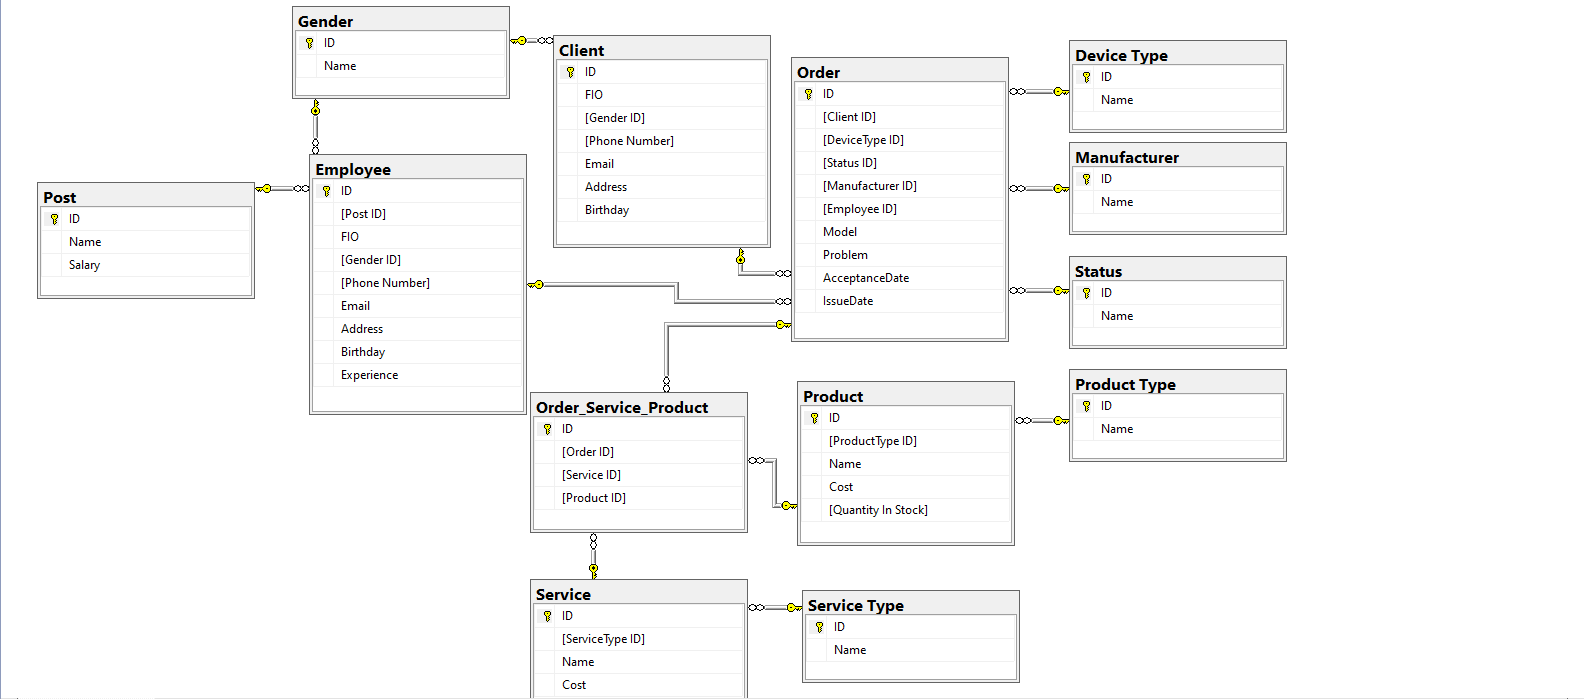 Gender
ID
Name
Client
ID
FIO
[Gender ID]
[Phone Number]
Email
Address
Birthday
Order
ID
[Client ID]
[DeviceType ID]
[Status ID]
[Manufacturer ID]
[Employee ID]
Model
Problem
AcceptanceDate
IssueDate
Device Type
ID
Name
Manufacturer
ID
Name
Status
ID
Name
Post
ID
Name
Salary
Employee
ID
[Post ID]
FIO
[Gender ID]
[Phone Number]
Email
Address
Birthday
Experience
Order_Service_Product
ID
[Order ID]
[Service ID]
[Product ID]
Product
ID
[ProductType ID]
Name
Cost
[Quantity In Stock]
Product Type
ID
Name
Service
ID
[ServiceType ID]
Name
Cost
Service Type
ID
Name